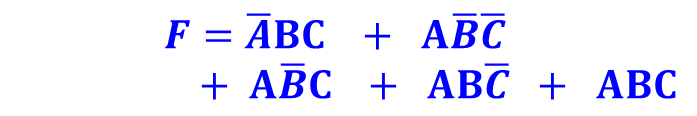 F = A̅BC + AB̅C̅
+ AB̅C + ABC̅ + ABC